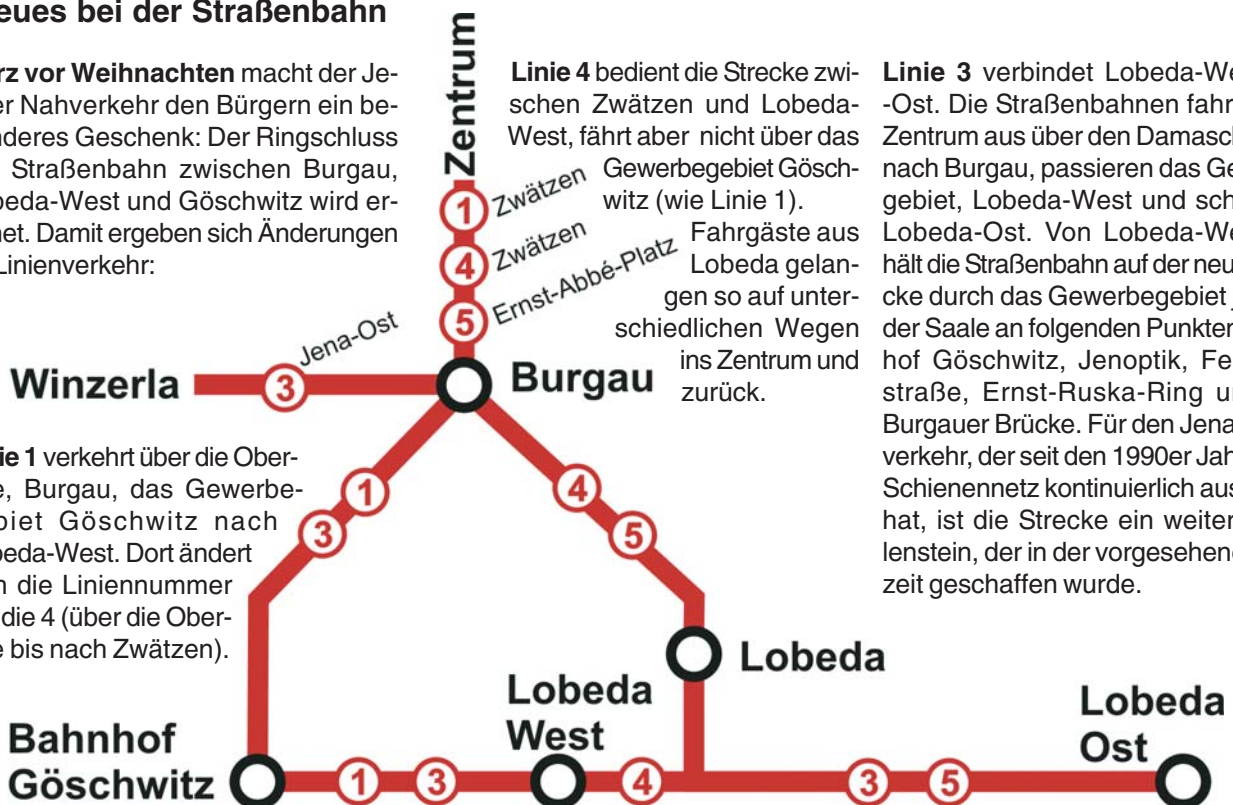 eues bei der Straßenbahn
rz vor Weihnachten macht der Je-
er Nahverkehr den Bürgern ein be-
nderes Geschenk: Der Ringschluss
Straßenbahn zwischen Burgau,
beda-West und Göschwitz wird er-
net. Damit ergeben sich Änderungen
Linienverkehr:
Linie 4 bedient die Strecke zwi-
schen Zwätzen und Lobeda-
West, fährt aber nicht über das
Gewerbegebiet Gösch-
witz (wie Linie 1).
Fahrgäste aus
Lobeda gelan-
gen so auf unter-
schiedlichen Wegen
ins Zentrum und
zurück.
Linie 3 verbindet Lobeda-We
-Ost. Die Straßenbahnen fahr
Zentrum aus über den Damasch
nach Burgau, passieren das Ge
gebiet, Lobeda-West und sch
Lobeda-Ost. Von Lobeda-We
hält die Straßenbahn auf der neu
cke durch das Gewerbegebiet
der Saale an folgenden Punkten
hof Göschwitz, Jenoptik, Fe
straße, Ernst-Ruska-Ring u
Burgauer Brücke. Für den Jena
verkehr, der seit den 1990er Jah
Schienennetz kontinuierlich aus
hat, ist die Strecke ein weiter
lenstein, der in der vorgesehen
zeit geschaffen wurde.
ie 1 verkehrt über die Ober-
e, Burgau, das Gewerbe-
biet Göschwitz nach
beda-West. Dort ändert
n die Liniennummer
die 4 (über die Ober-
e bis nach Zwätzen).
Zentrum
1 Zwätzen
4 Zwätzen
5 Ernst-Abbé-Platz
Jena-Ost
Winzerla 3 Burgau
1 4
3 5
Lobeda
Lobeda
West
Lobeda
Ost
Bahnhof
Göschwitz 1 3 4 3 5